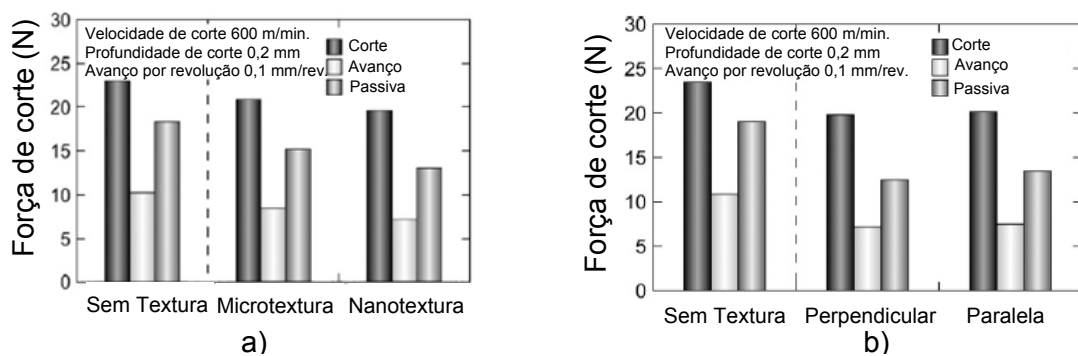 Força de corte (N)
30
25
20
15
10
5
0
Velocidade de corte 600 m/min.
Profundidade de corte 0,2 mm
Avanço por revolução 0,1 mm/rev.
Corte
Avanço
Passiva
Sem Textura Microtextura Nanotextura
a)
Força de corte (N)
30
25
20
15
10
5
0
Velocidade de corte 600 m/min.
Profundidade de corte 0,2 mm
Avanço por revolução 0,1 mm/rev.
Corte
Avanço
Passiva
Sem Textura Perpendicular Paralela
b)